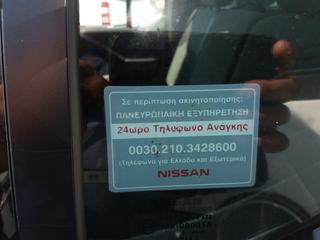 Σε περίπτωση ακινητοποίησης:
ΠΑΝΕΥΡΩΠΑΙΚΗ ΕΞΥΠΗΡΕΤΗΣΗ
24ωρο Τηλέφωνο Ανάγκης
0030.210.3428600
(Τηλέφωνο για Ελλάδα και Εξωτερικό)
NISSAN